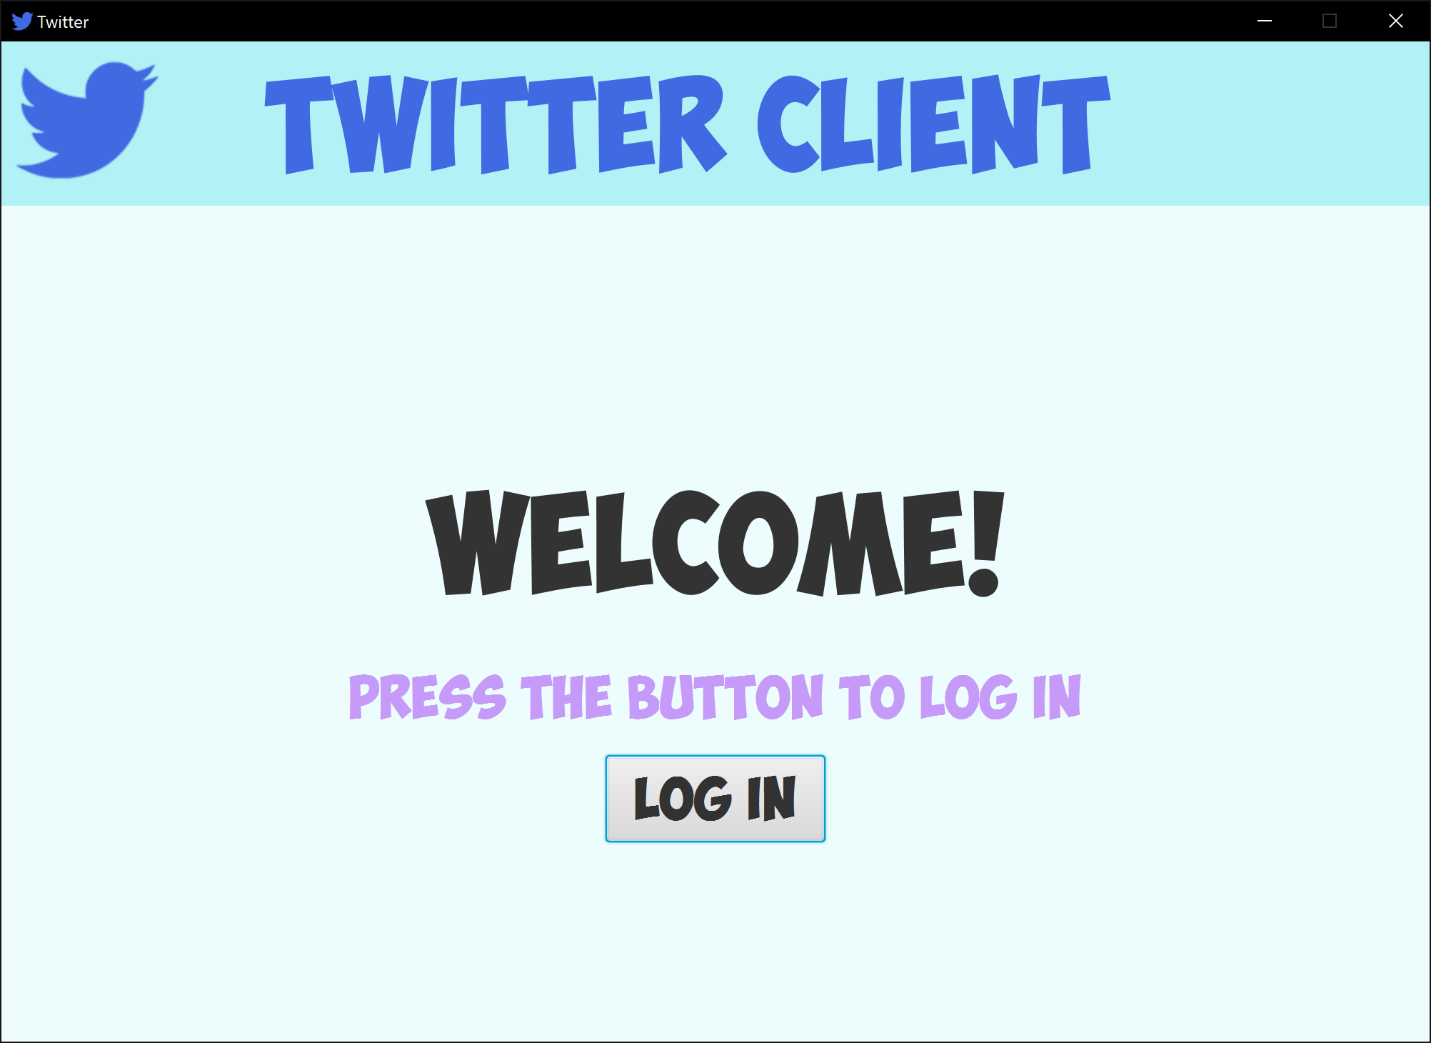 Twitter
TWITTER CLIENT
WELCOME!
PRESS THE BUTTON TO LOG IN
LOG IN